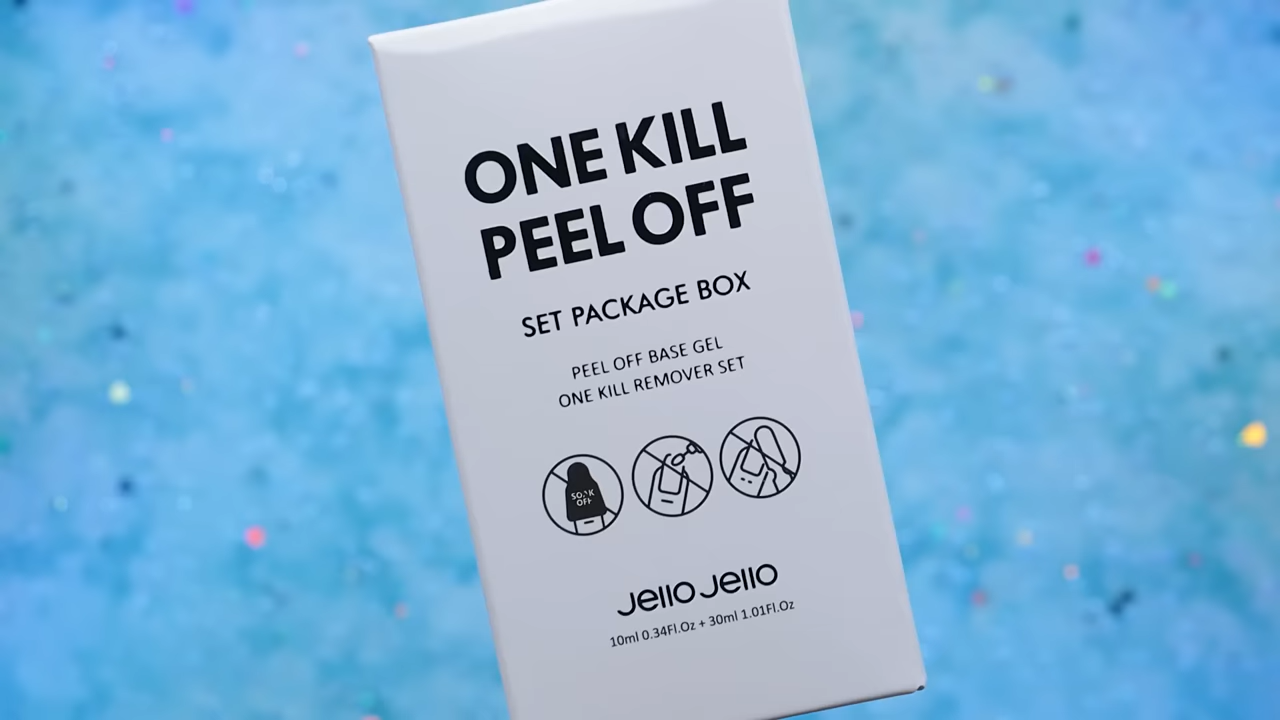 ONE KILL
PEEL OFF
SET PACKAGE BOX
PEEL OFF BASE GEL
ONE KILL REMOVER SET
SOAK
OFF
Jello Jello
10ml 0.34Fl.Oz + 30ml 1.01Fl.Oz